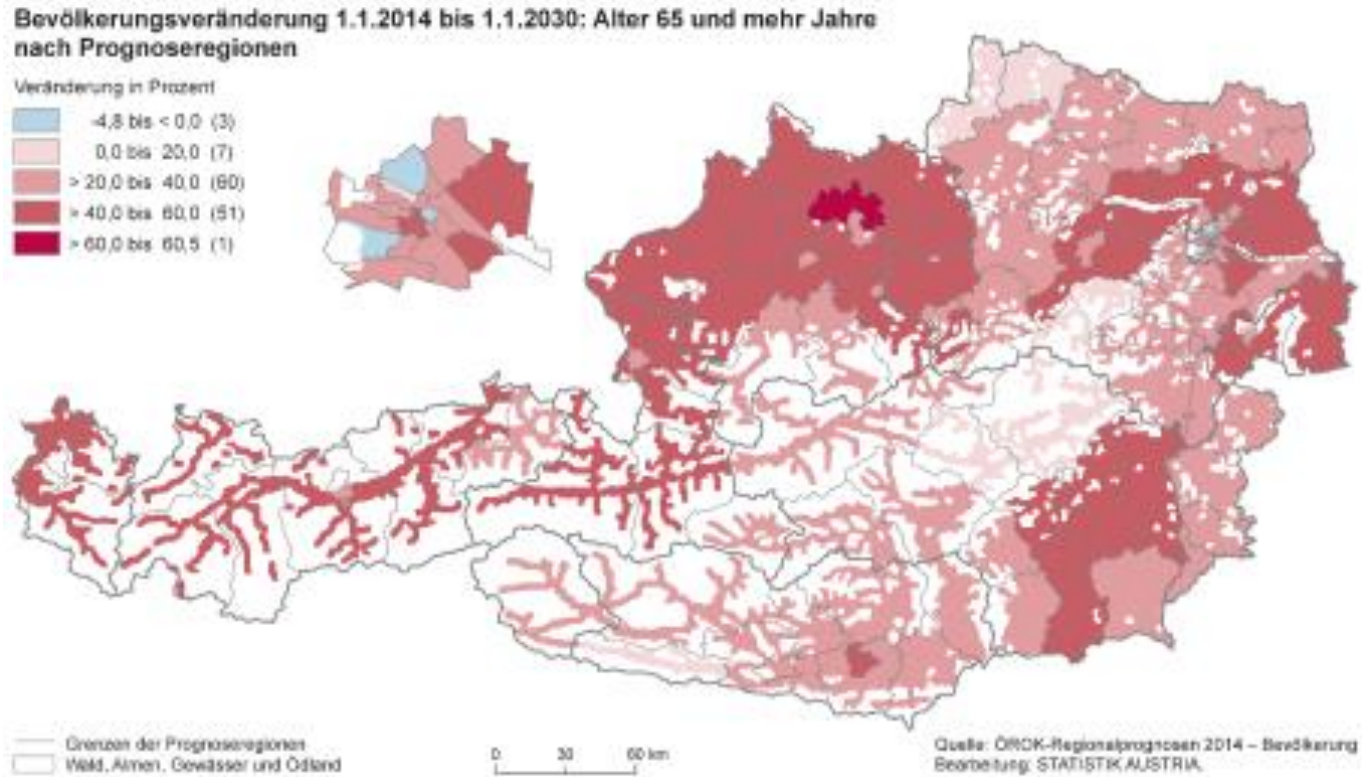 Bevölkerungsveränderung 1.1.2014 bis 1.1.2030: Alter 65 und mehr Jahre
nach Prognoseregionen
Veränderung in Prozent
-4,8 bis < 0,0 (3)
0,0 bis 20,0 (7)
> 20,0 bis 40,0 (60)
> 40,0 bis 60,0 (51)
> 60,0 bis 60,5 (1)
Grenzen der Prognoseregionen
Wald, Almen, Gewässer und Ödland
0 30 60 km
Quelle: ÖROK-Regionalprognosen 2014 – Bevölkerung
Bearbeitung: STATISTIK AUSTRIA.